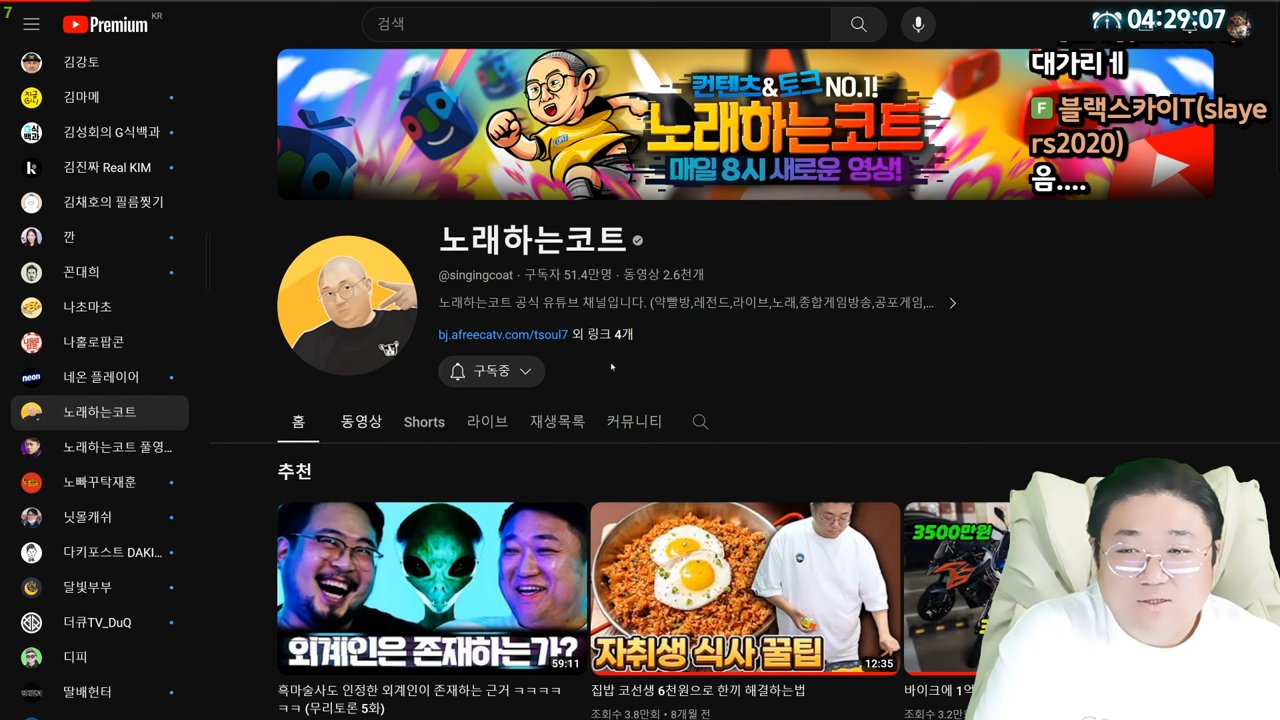 7
Premium KR
검색
04:29:07
김강토
김마메
김성회의 G식백과
김진짜 Real KIM
김채호의 필름찢기
깐
꼰대희
나초마초
나홀로팝콘
네온 플레이어
노래하는코트
노래하는코트 풀영...
노빠꾸탁재훈
닛몰캐쉬
다키포스트 DAKI...
달빛부부
더큐TV_DuQ
디피
딸배헌터
컨텐츠&토크 NO.1!
노래하는코트
매일 8시 새로운 영상!
대가리ㅔ
F 블랙스카이T(slaye
rs2020)
음....
노래하는코트
@singingcoat · 구독자 51.4만명 · 동영상 2.6천개
노래하는코트 공식 유튜브 채널입니다. (약빨방,레전드,라이브,노래,종합게임방송,공포게임,...
bj.afreecatv.com/tsoul7 외 링크 4개
구독중
홈
동영상
Shorts
라이브
재생목록
커뮤니티
추천
외계인은 존재하는가?
59:11
흑마술사도 인정한 외계인이 존재하는 근거 ㅋㅋㅋㅋ
ㅋㅋ (무리토론 5화)
자취생 식사 꿀팁
12:35
집밥 코선생 6천원으로 한끼 해결하는법
조회수 3.8만회 • 8개월 전
3500만원
바이크에 1억
조회수 3.2만회